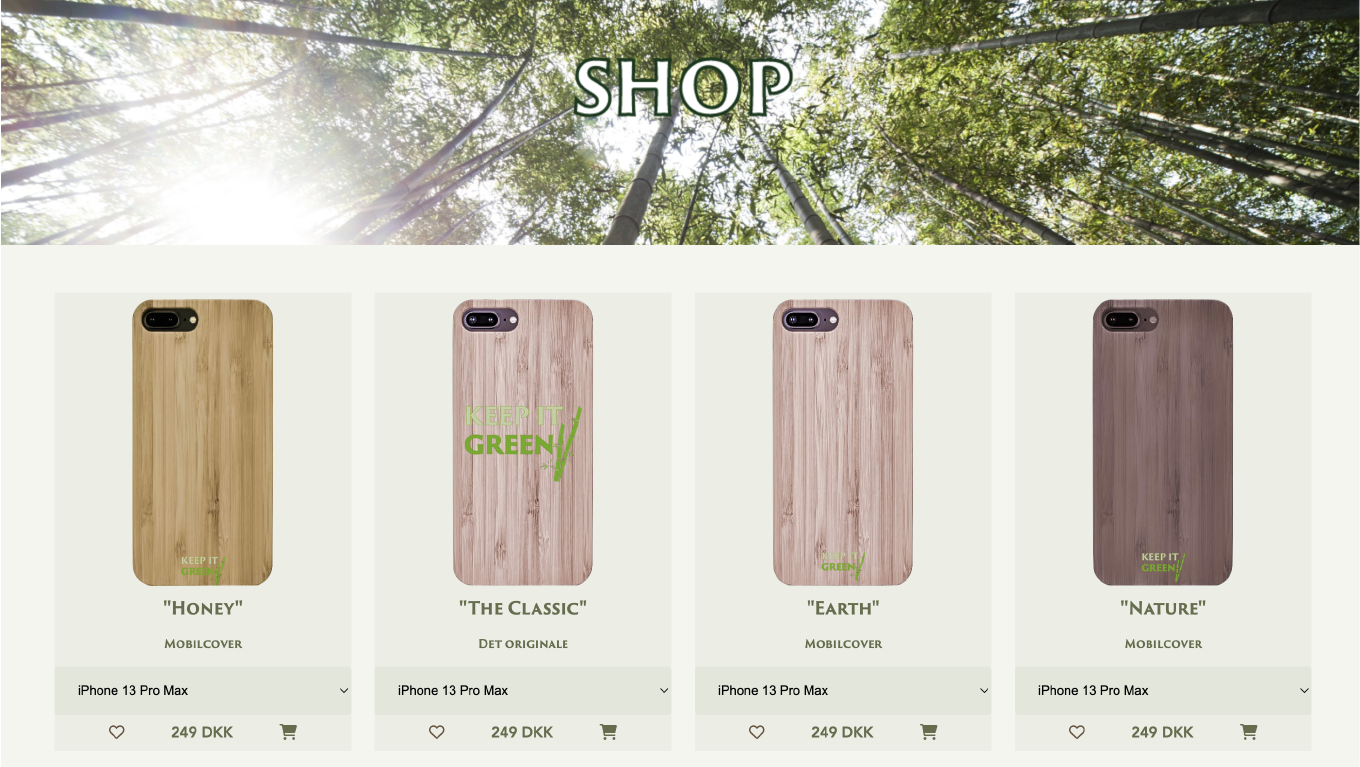 SHOP
KEEP IT
GREEN
KEEP IT
GREEN
KEEP IT
GREEN
KEEP IT
GREEN
"Honey"
"The Classic"
"Earth"
"Nature"
Mobilcover
Det originale
Mobilcover
Mobilcover
iPhone 13 Pro Max
iPhone 13 Pro Max
iPhone 13 Pro Max
iPhone 13 Pro Max
249 DKK
249 DKK
249 DKK
249 DKK